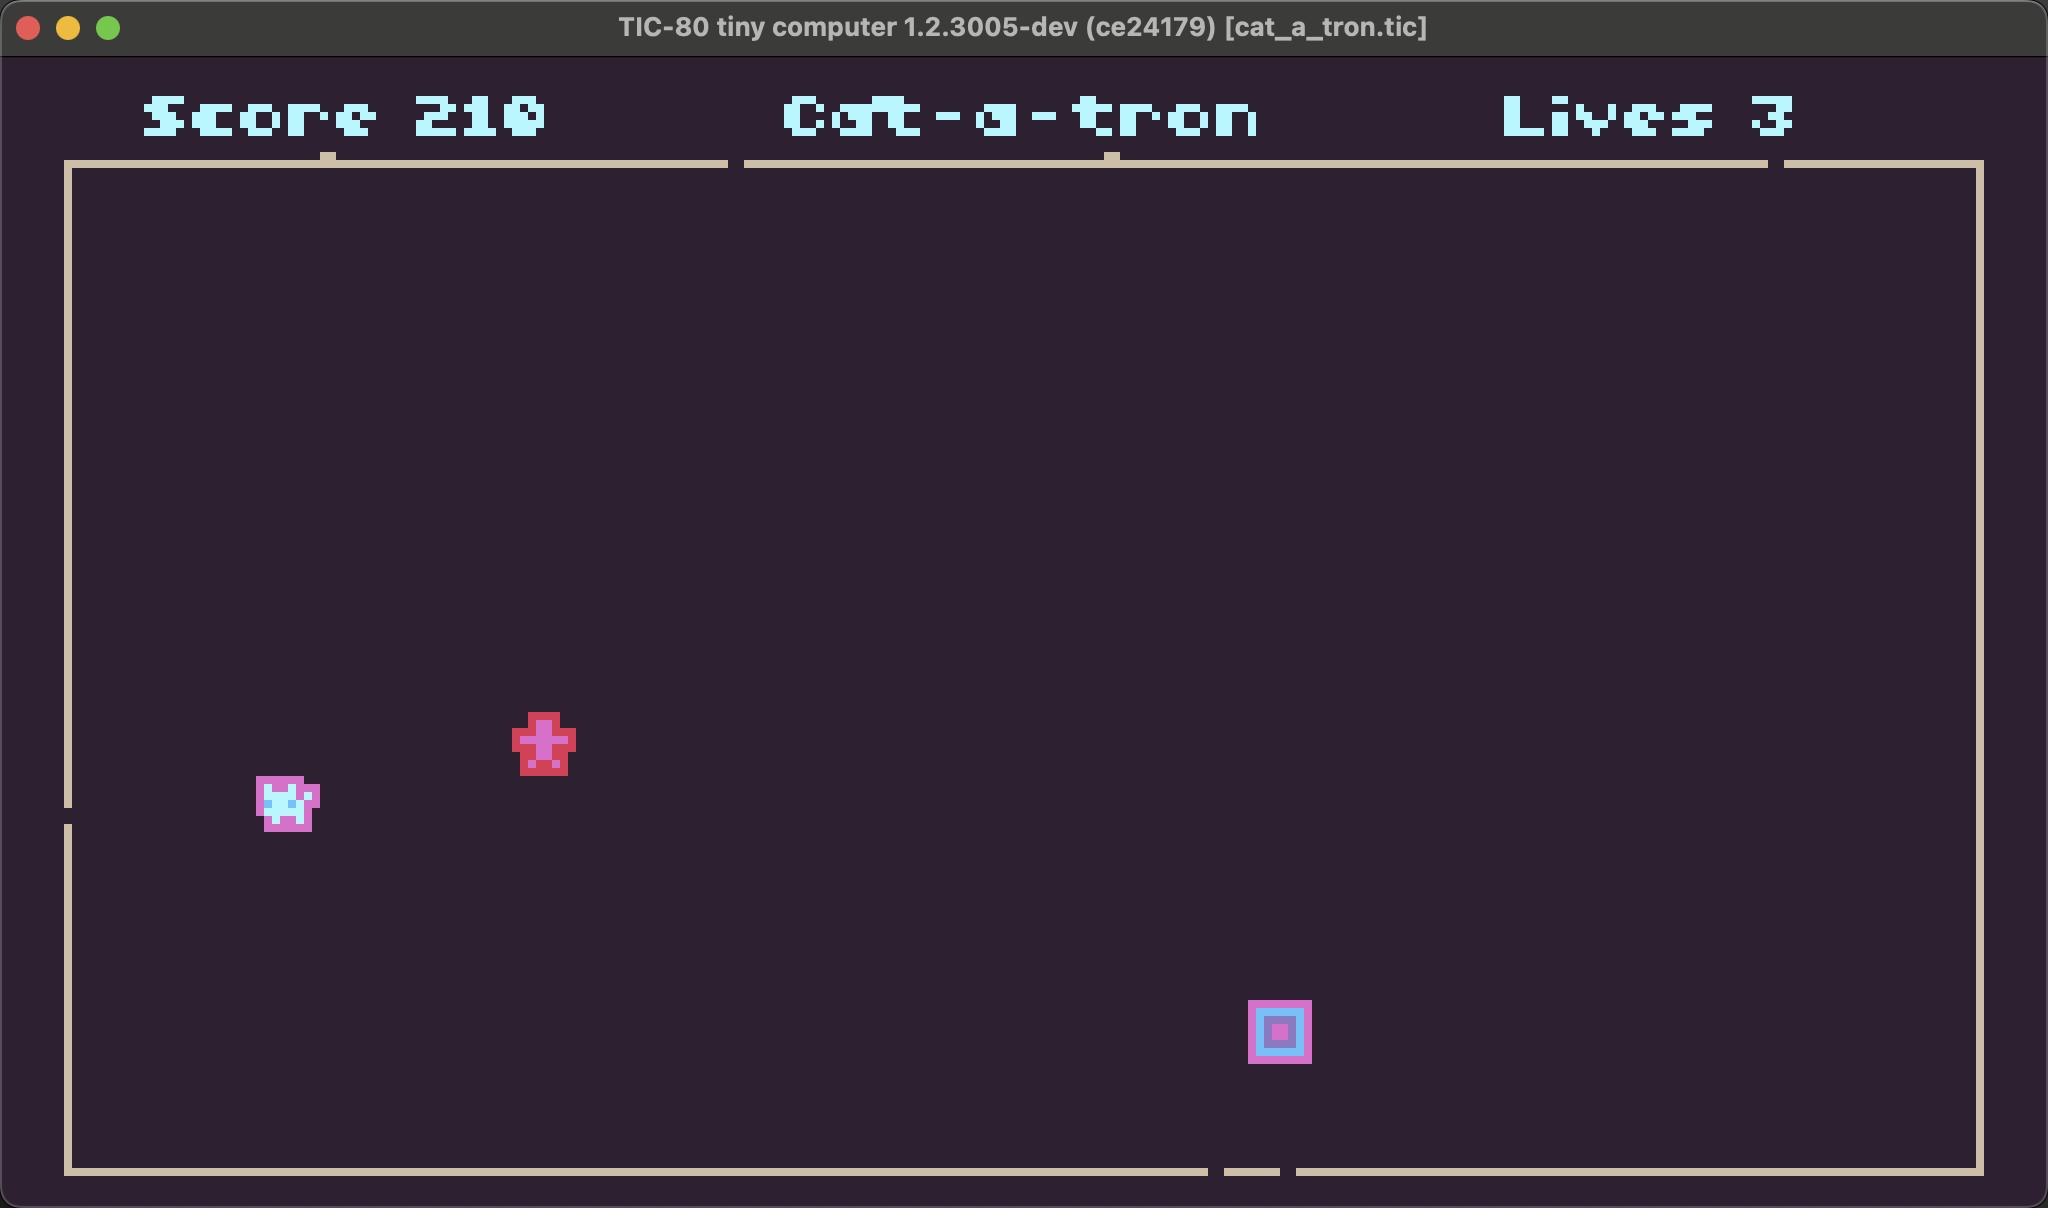 TIC-80 tiny computer 1.2.3005-dev (ce24179) [cat_a_tron.tic]
Score 210 Cat-a-tron Lives 3